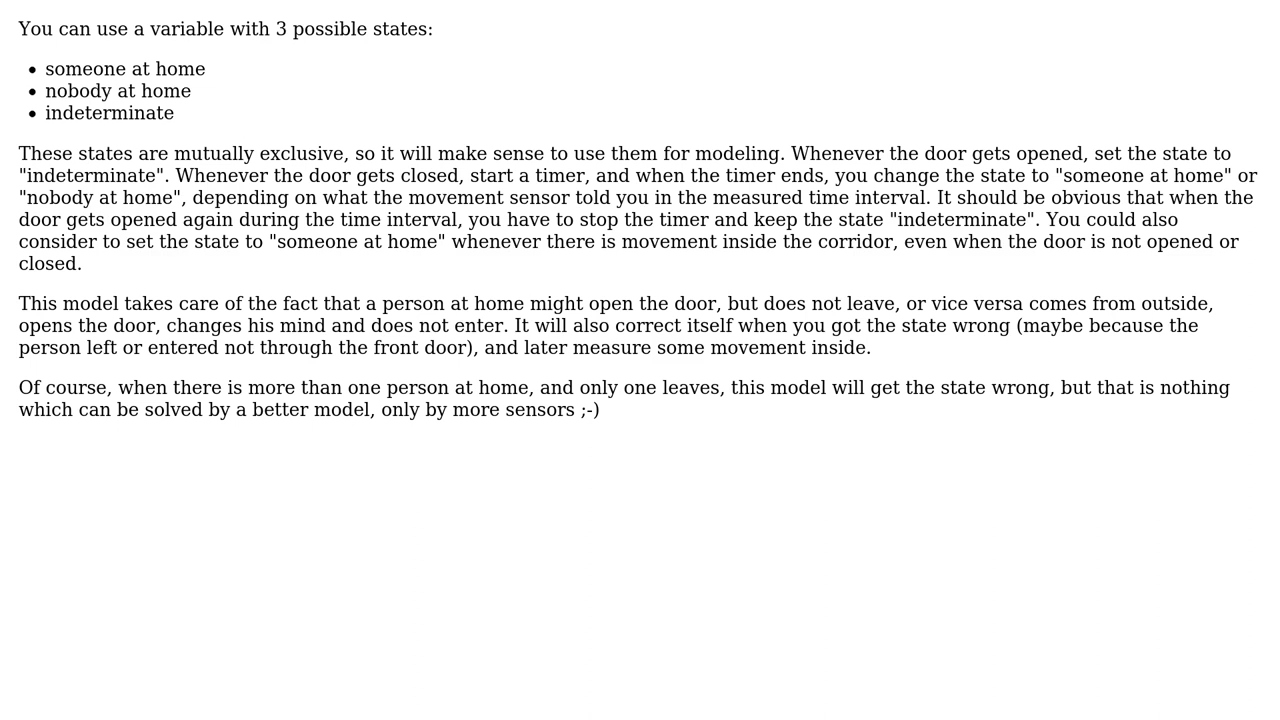 You can use a variable with 3 possible states:
• someone at home
• nobody at home
• indeterminate
These states are mutually exclusive, so it will make sense to use them for modeling. Whenever the door gets opened, set the state to
"indeterminate". Whenever the door gets closed, start a timer, and when the timer ends, you change the state to "someone at home" or
"nobody at home", depending on what the movement sensor told you in the measured time interval. It should be obvious that when the
door gets opened again during the time interval, you have to stop the timer and keep the state "indeterminate". You could also
consider to set the state to "someone at home" whenever there is movement inside the corridor, even when the door is not opened or
closed.
This model takes care of the fact that a person at home might open the door, but does not leave, or vice versa comes from outside,
opens the door, changes his mind and does not enter. It will also correct itself when you got the state wrong (maybe because the
person left or entered not through the front door), and later measure some movement inside.
Of course, when there is more than one person at home, and only one leaves, this model will get the state wrong, but that is nothing
which can be solved by a better model, only by more sensors ;-)